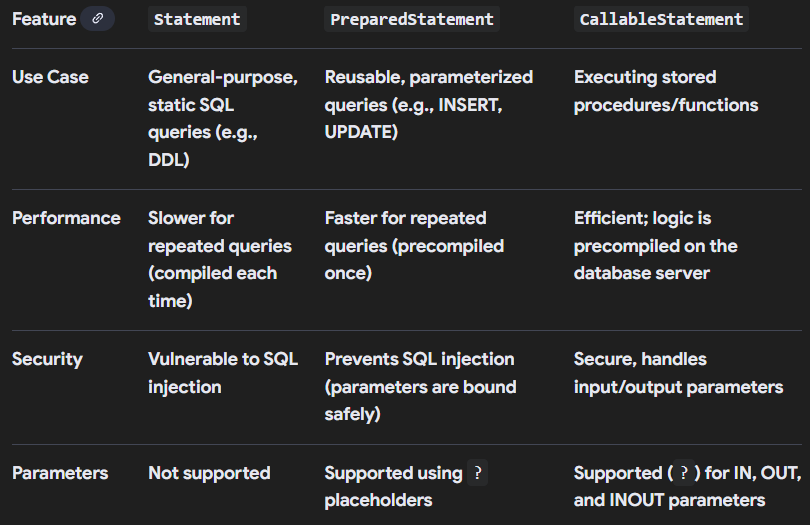 Feature Statement PreparedStatement CallableStatement
Use Case General-purpose, Reusable, parameterized Executing stored
static SQL queries (e.g., INSERT, procedures/functions
queries (e.g., UPDATE)
DDL)
Performance Slower for Faster for repeated Efficient; logic is
repeated queries queries (precompiled precompiled on the
(compiled each once) database server
time)
Security Vulnerable to SQL Prevents SQL injection Secure, handles
injection (parameters are bound input/output parameters
safely)
Parameters Not supported Supported using ? Supported ( ? ) for IN, OUT,
placeholders and INOUT parameters